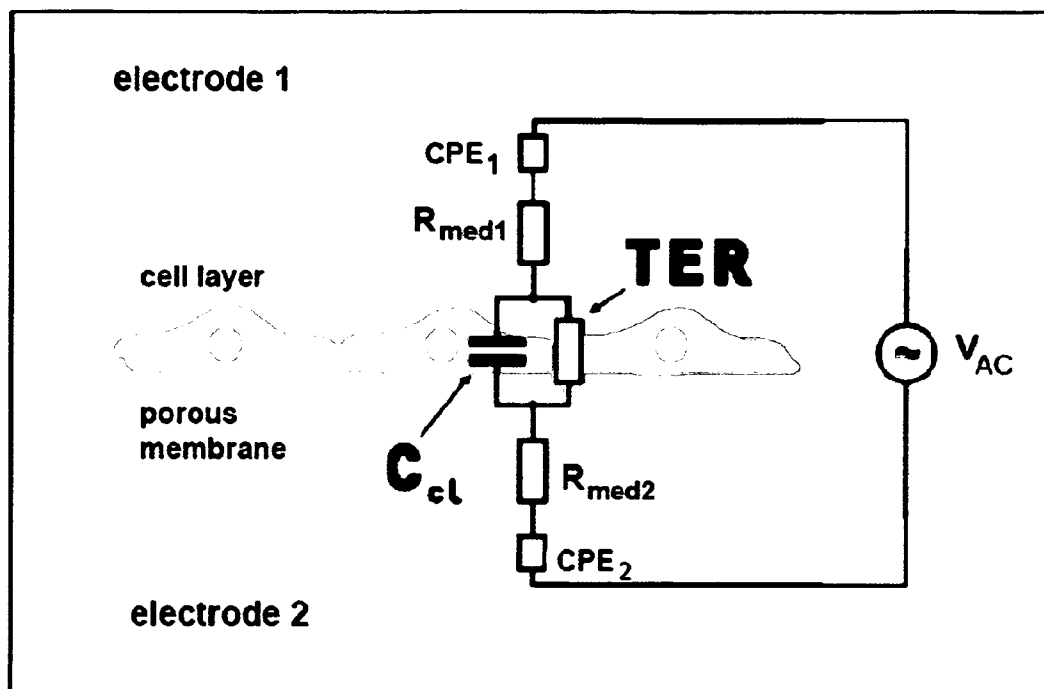 electrode 1
CPE1
Rmed1
TER
cell layer
~
VAC
porous
membrane
Ccl
Rmed2
CPE2
electrode 2